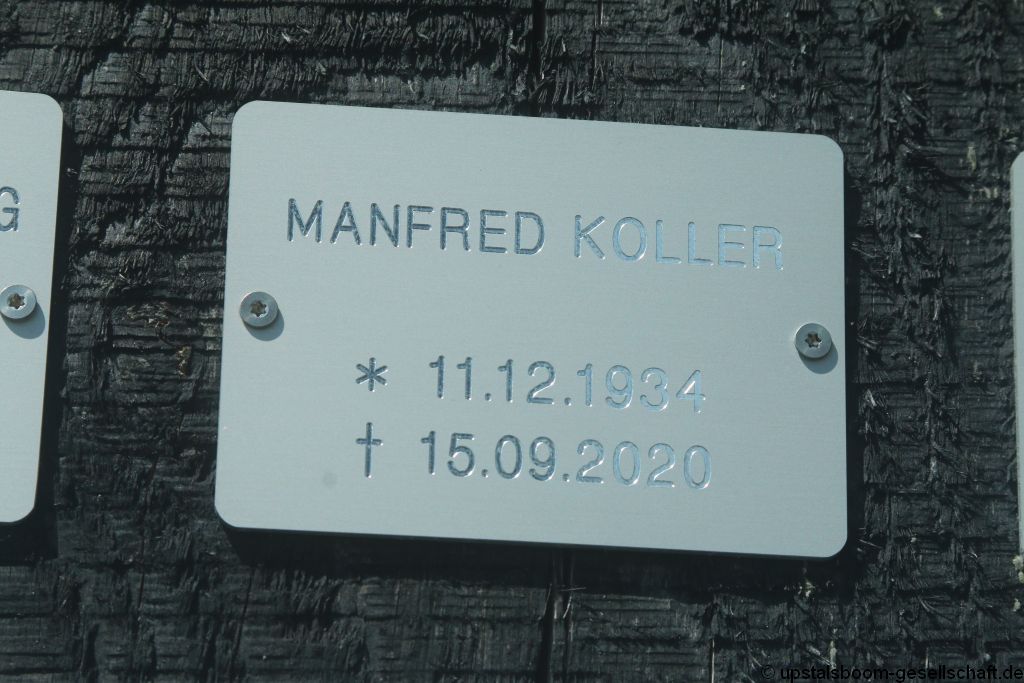 G
MANFRED KOLLER
* 11.12.1934
† 15.09.2020
© upstalsboom-gesellschaft.de